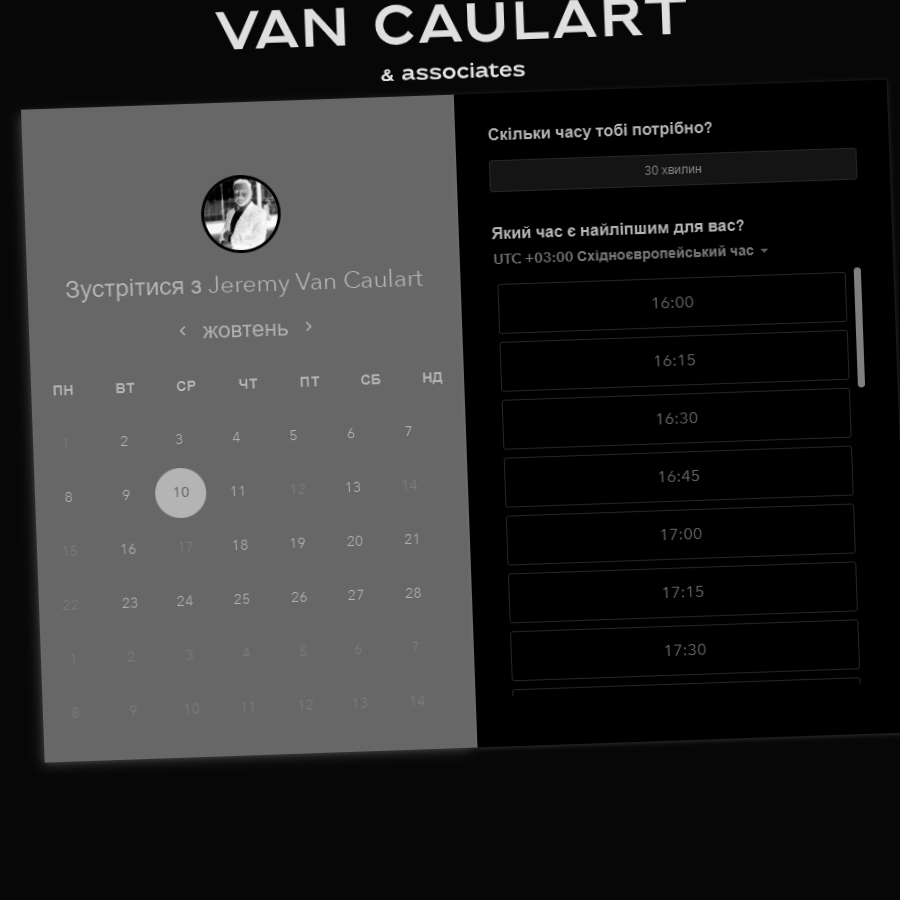 VAN CAULART
& associates
Зустрітися з Jeremy Van Caulart
жовтень
ПН ВТ СР ЧТ ПТ СБ НД
1 2 3 4 5 6 7
8 9 10 11 12 13 14
15 16 17 18 19 20 21
22 23 24 25 26 27 28
1 2 3 4 5 6 7
8 9 10 11 12 13 14
Скільки часу тобі потрібно?
30 хвилин
Який час є найліпшим для вас?
UTC +03:00 Східноєвропейський час
16:00
16:15
16:30
16:45
17:00
17:15
17:30